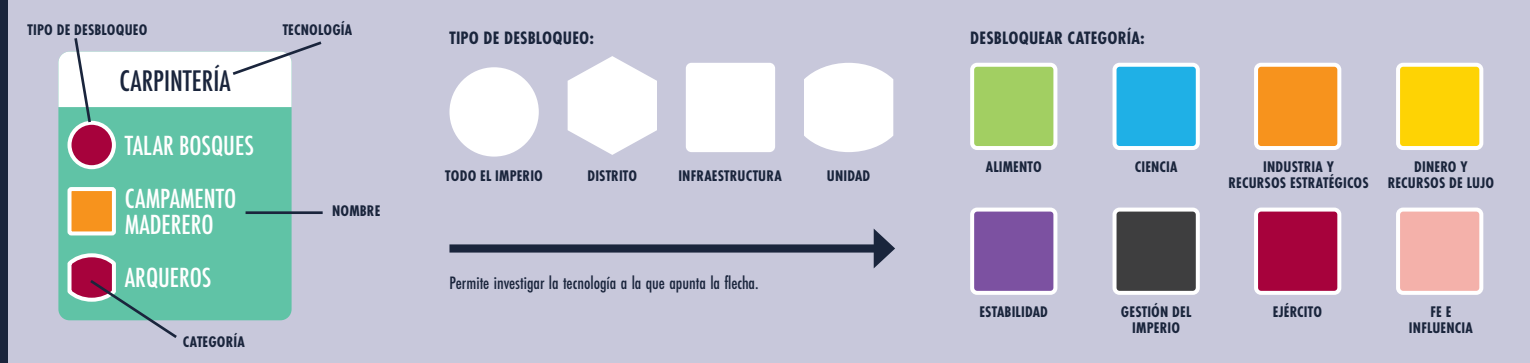 TIPO DE DESBLOQUEO
TECNOLOGÍA
CARPINTERÍA
TALAR BOSQUES
CAMPAMENTO
MADERERO
NOMBRE
ARQUEROS
CATEGORÍA
TIPO DE DESBLOQUEO:
TODO EL IMPERIO
DISTRITO
INFRAESTRUCTURA
UNIDAD
Permite investigar la tecnología a la que apunta la flecha.
DESBLOQUEAR CATEGORÍA:
ALIMENTO
CIENCIA
INDUSTRIA Y
RECURSOS ESTRATÉGICOS
DINERO Y
RECURSOS DE LUJO
ESTABILIDAD
GESTIÓN DEL
IMPERIO
EJÉRCITO
FE E
INFLUENCIA